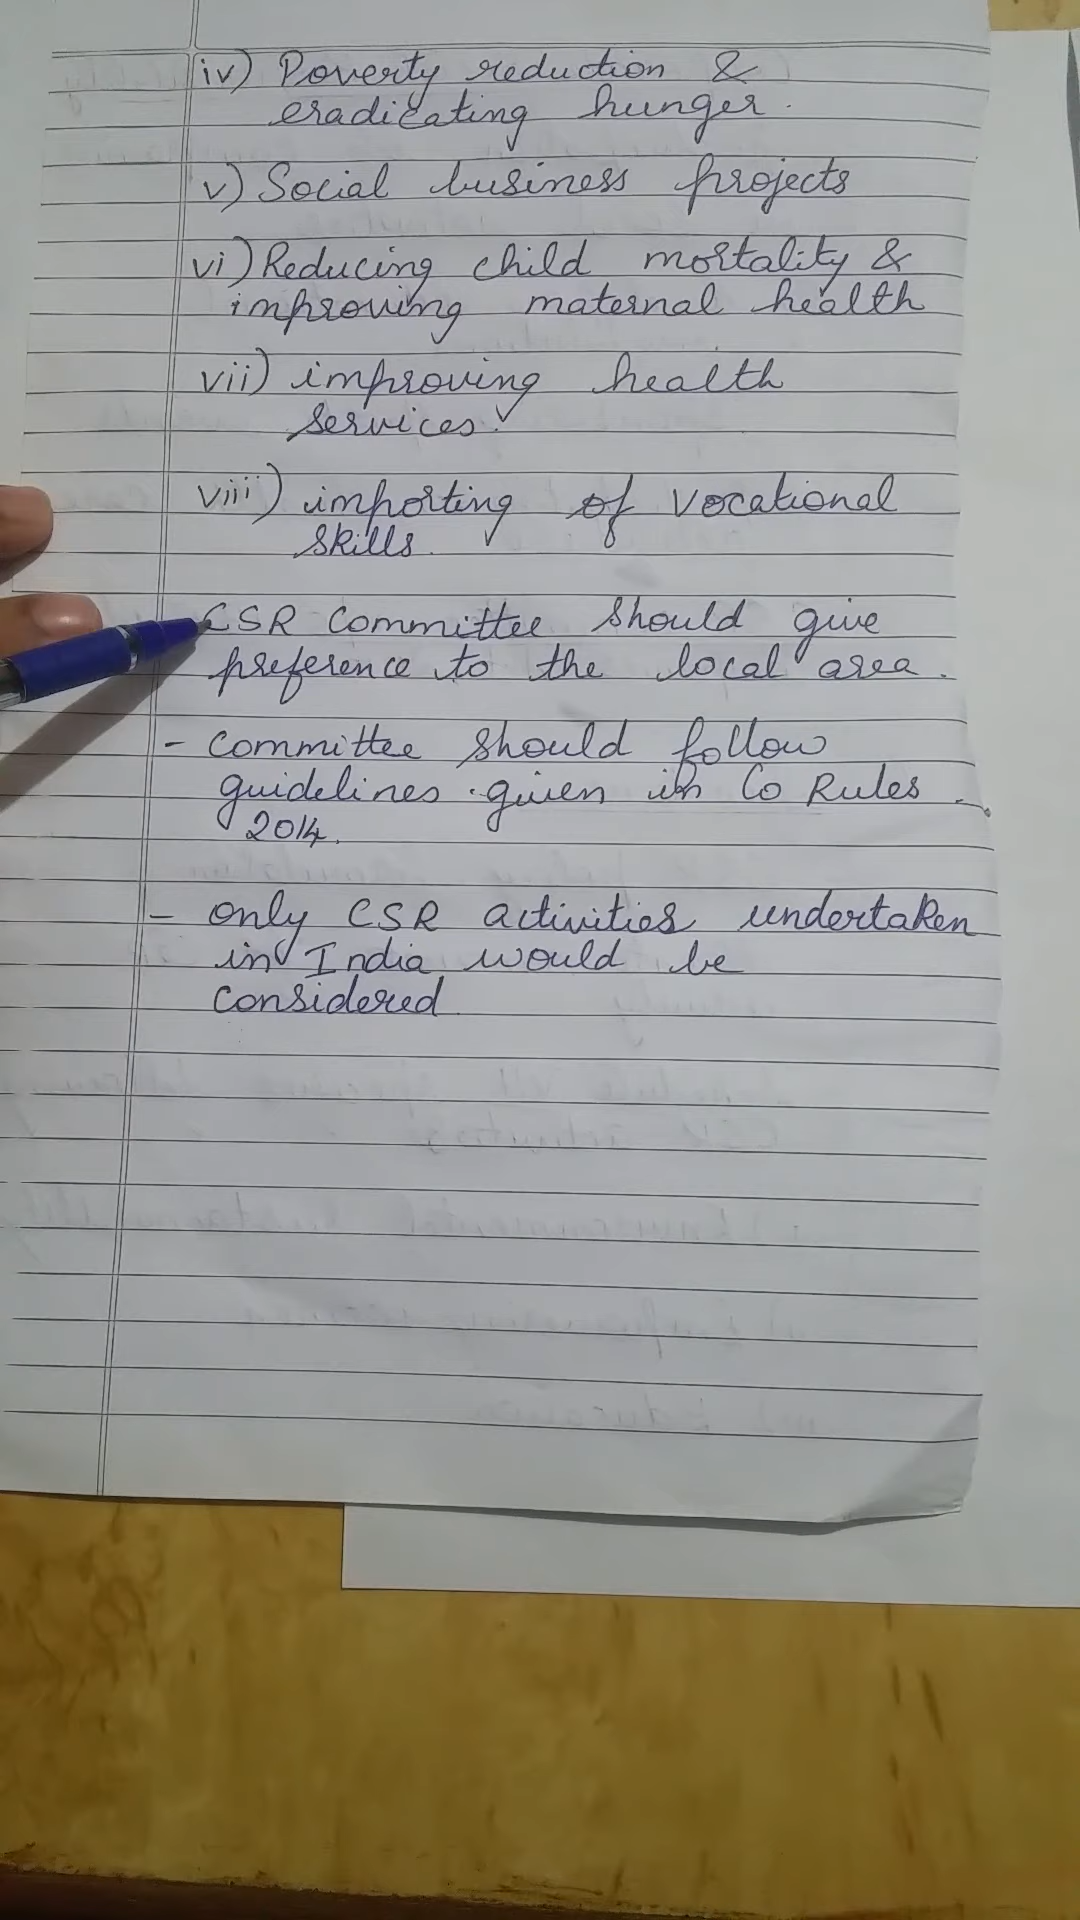 iv) Poverty reduction &
eradicating hunger.
v) Social business projects
vi) Reducing child mortality &
improving maternal health
vii) improving health
services.
viii) importing of vocational
skills.
CSR Committee should give
preference to the local area.
- committee should follow
guidelines given in Co Rules.
2014.
- only CSR activities undertaken
in India would be
considered